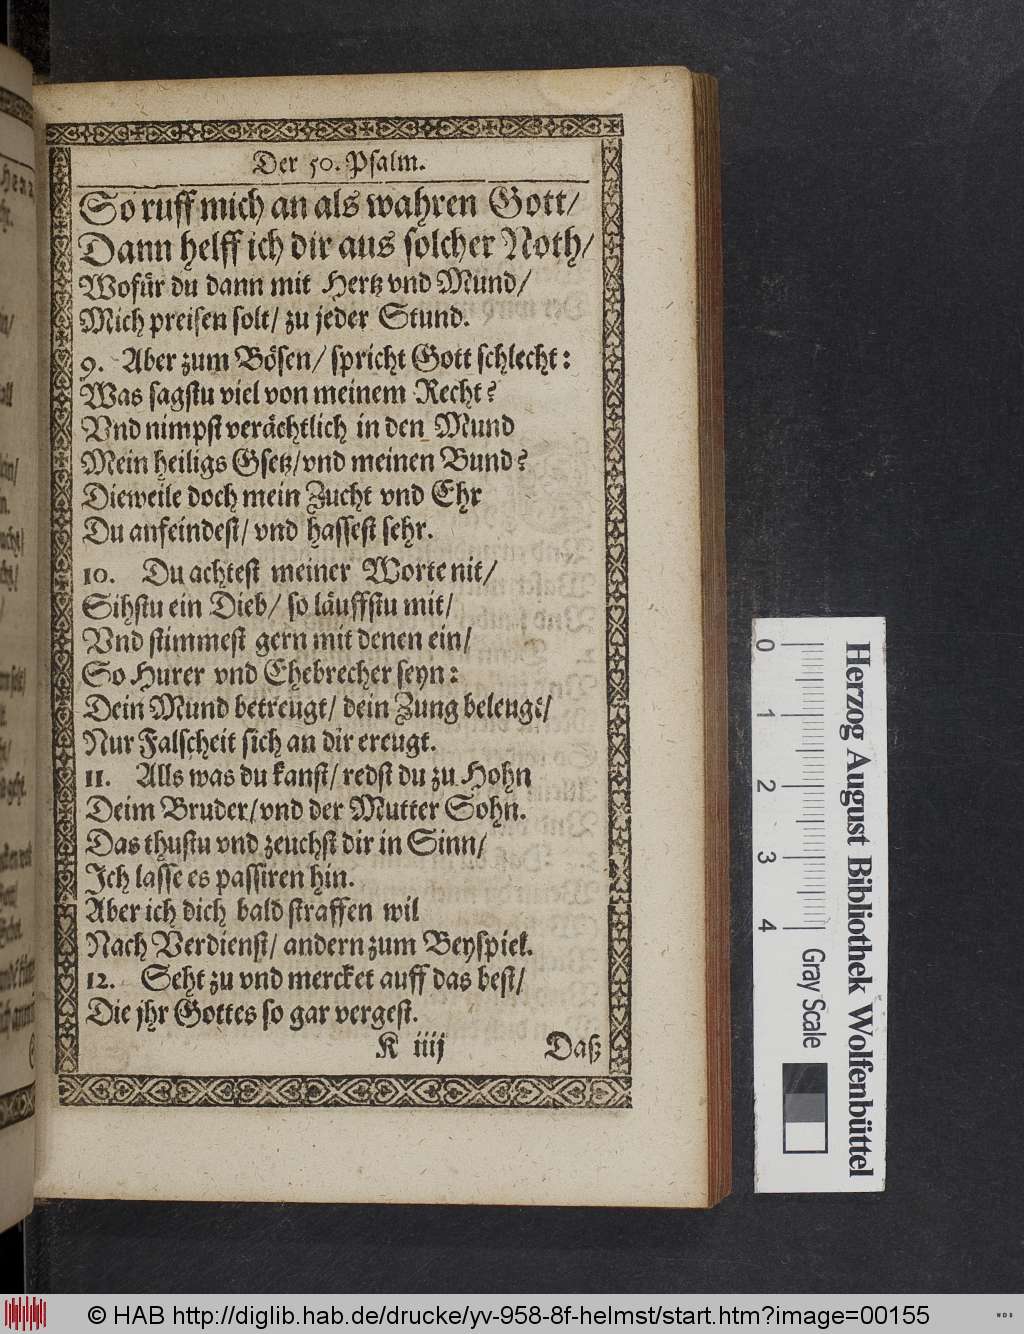 Der 50. Psalm.
So ruff mich an als wahren Gott/
Dann helff ich dir aus solcher Noth/
Wofür du dann mit Hertz vnd Mund/
Mich preisen solt/ zu jeder Stund.
9. Aber zum Bösen/ spricht Gott schlecht:
Was sagstu viel von meinem Recht?
Vnd nimpst verächtlich in den Mund
Mein heiligs Gsetz/vnd meinen Bund?
Dieweile doch mein Zucht vnd Ehr
Du anfeindest/ vnd hassest sehr.
10. Du achtest meiner Worte nit/
Sihstu ein Dieb/ so läuffstu mit/
Vnd stimmest gern mit denen ein/
So Hurer vnd Ehebrecher seyn:
Dein Mund betreugt/ dein Zung beleugt/
Nur Falscheit sich an dir ereugt.
11. Alls was du kanst/ redst du zu Hohn
Deim Bruder/vnd der Mutter Sohn.
Das thustu vnd zeuchst dir in Sinn/
Ich lasse es passiren hin.
Aber ich dich bald straffen wil
Nach Verdienst/ andern zum Beyspiel.
12. Seht zu vnd mercket auff das best/
Die jhr Gottes so gar vergest.
K iiij Daß
0 1 2 3 4
Gray Scale
Herzog August Bibliothek Wolfenbüttel
© HAB http://diglib.hab.de/drucke/yv-958-8f-helmst/start.htm?image=00155